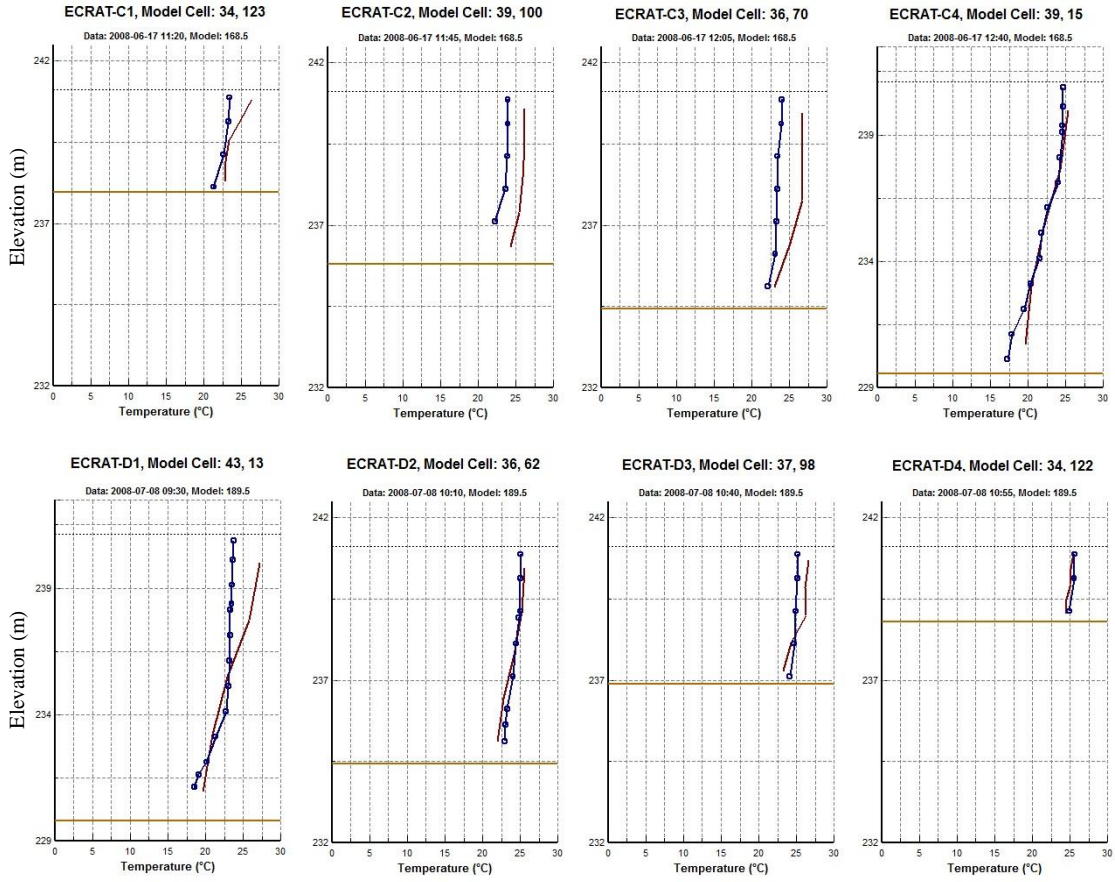 ECRAT-C1, Model Cell: 34, 123
Data: 2008-06-17 11:20, Model: 168.5
242
237
232
Elevation (m)
0 5 10 15 20 25 30
Temperature (°C)
ECRAT-C2, Model Cell: 39, 100
Data: 2008-06-17 11:45, Model: 168.5
242
237
232
0 5 10 15 20 25 30
Temperature (°C)
ECRAT-C3, Model Cell: 36, 70
Data: 2008-06-17 12:05, Model: 168.5
242
237
232
0 5 10 15 20 25 30
Temperature (°C)
ECRAT-C4, Model Cell: 39, 15
Data: 2008-06-17 12:40, Model: 168.5
239
234
229
0 5 10 15 20 25 30
Temperature (°C)
ECRAT-D1, Model Cell: 43, 13
Data: 2008-07-08 09:30, Model: 189.5
239
234
229
Elevation (m)
0 5 10 15 20 25 30
Temperature (°C)
ECRAT-D2, Model Cell: 36, 62
Data: 2008-07-08 10:10, Model: 189.5
242
237
232
0 5 10 15 20 25 30
Temperature (°C)
ECRAT-D3, Model Cell: 37, 98
Data: 2008-07-08 10:40, Model: 189.5
242
237
232
0 5 10 15 20 25 30
Temperature (°C)
ECRAT-D4, Model Cell: 34, 122
Data: 2008-07-08 10:55, Model: 189.5
242
237
232
0 5 10 15 20 25 30
Temperature (°C)